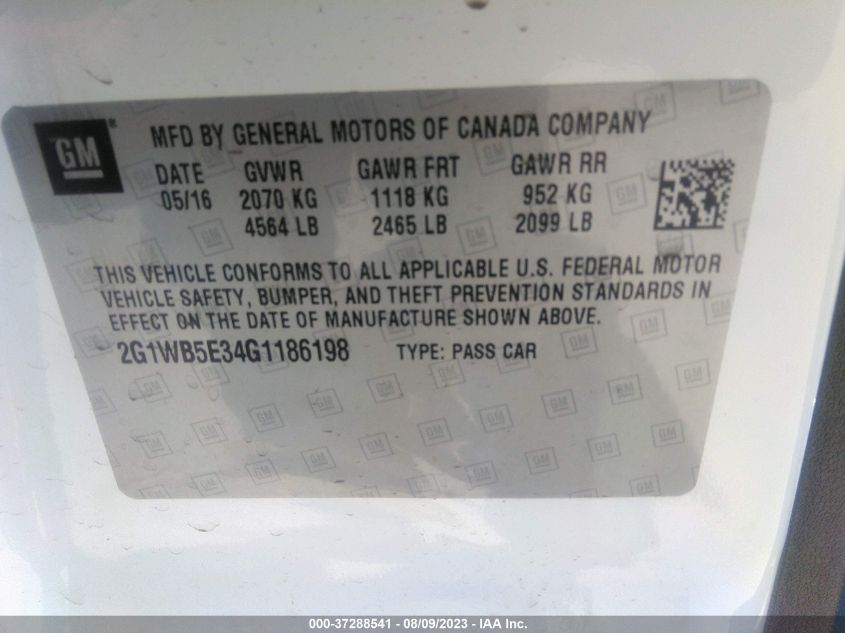 GM®
MFD BY GENERAL MOTORS OF CANADA COMPANY
DATE GVWR GAWR FRT GAWR RR
05/16 2070 KG 1118 KG 952 KG
4564 LB 2465 LB 2099 LB
THIS VEHICLE CONFORMS TO ALL APPLICABLE U.S. FEDERAL MOTOR
VEHICLE SAFETY, BUMPER, AND THEFT PREVENTION STANDARDS IN
EFFECT ON THE DATE OF MANUFACTURE SHOWN ABOVE.
2G1WB5E34G1186198 TYPE: PASS CAR
000-37288541 - 08/09/2023 - IAA Inc.